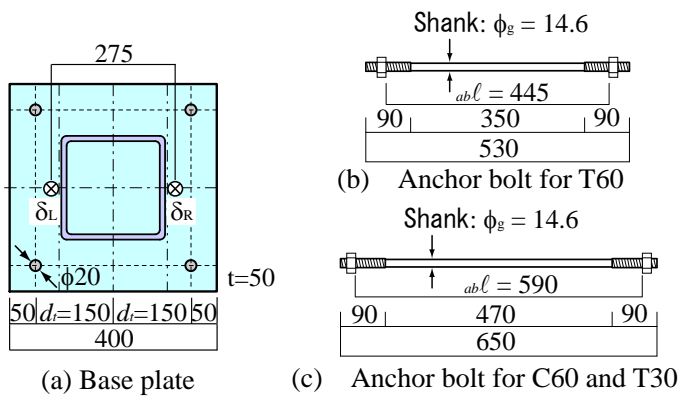 275
δL
δR
ϕ20
t=50
50 dt=150 dt=150 50
400
(a) Base plate
Shank: ϕg = 14.6
abℓ = 445
90 350 90
530
(b) Anchor bolt for T60
Shank: ϕg = 14.6
abℓ = 590
90 470 90
650
(c) Anchor bolt for C60 and T30